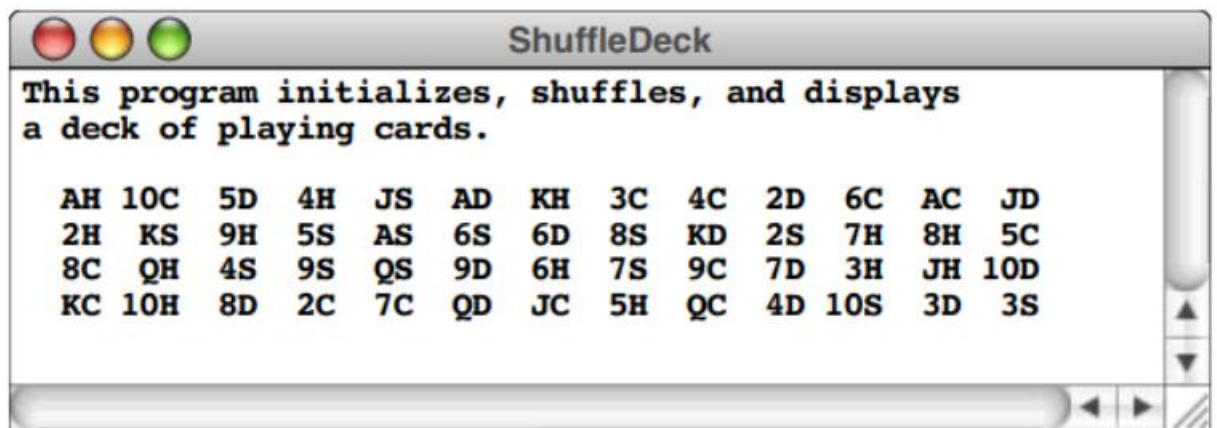 ShuffleDeck
This program initializes, shuffles, and displays
a deck of playing cards.
AH 10C 5D 4H JS AD KH 3C 4C 2D 6C AC JD
2H KS 9H 5S AS 6S 6D 8S KD 2S 7H 8H 5C
8C QH 4S 9S QS 9D 6H 7S 9C 7D 3H JH 10D
KC 10H 8D 2C 7C QD JC 5H QC 4D 10S 3D 3S